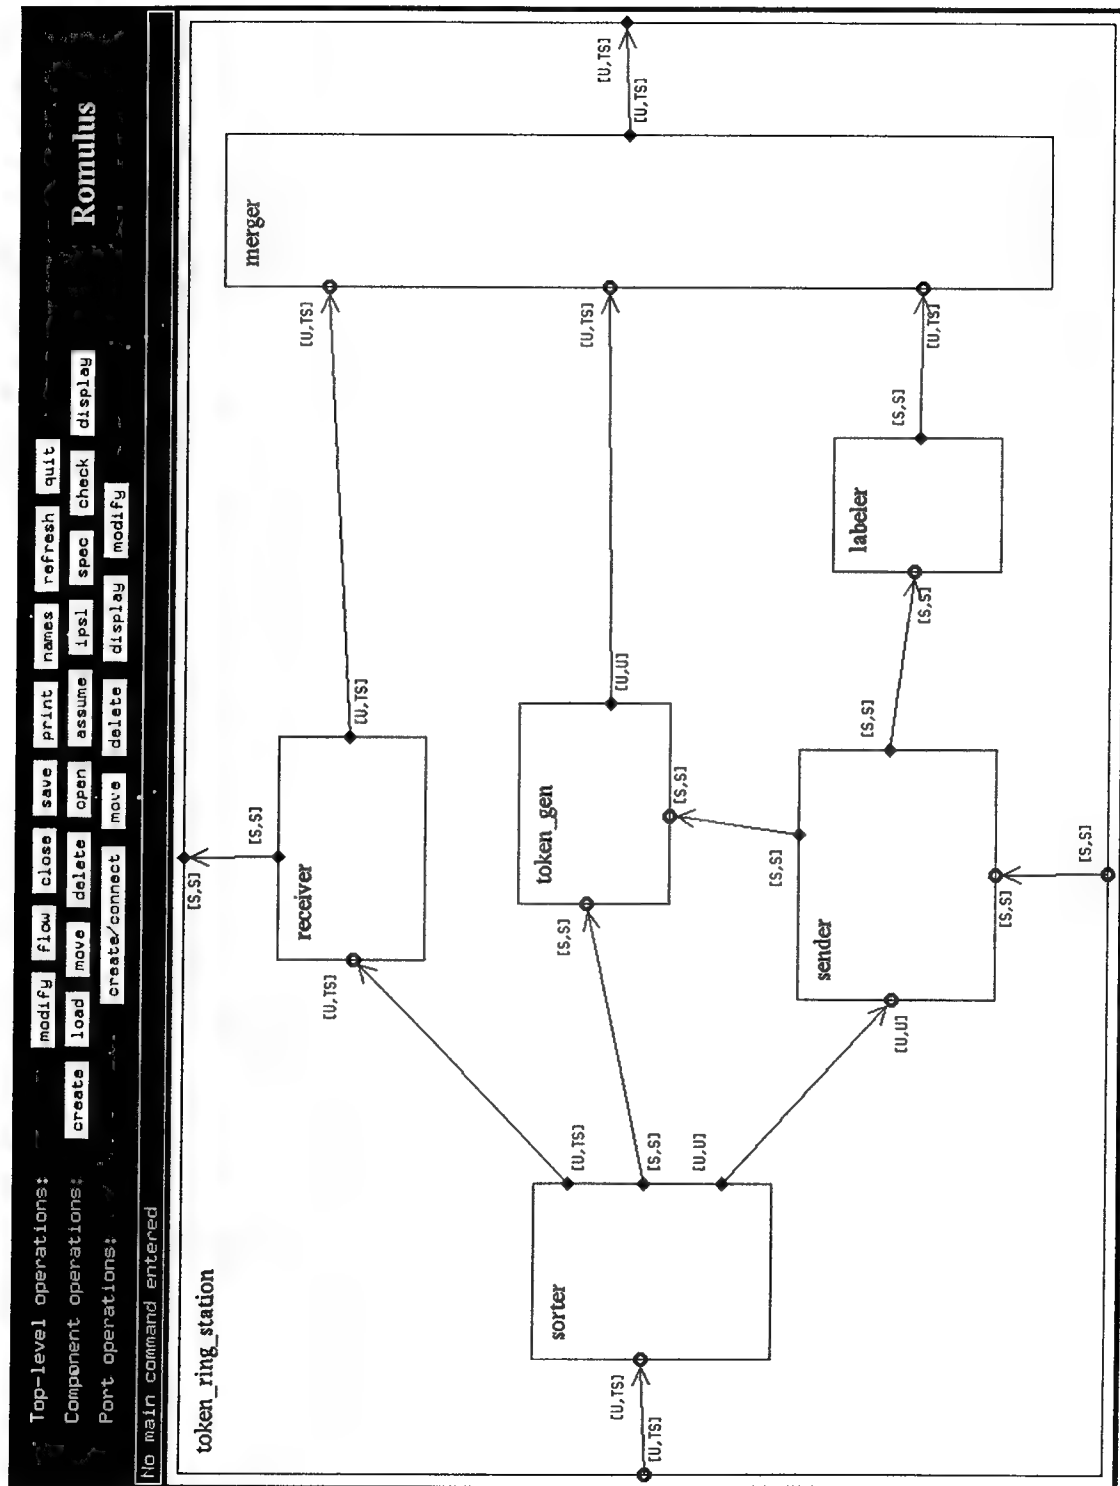 Top-level operations: modify flow close save print names refresh quit
Component operations: create load move delete open assume ipsl spec check display
Port operations: create/connect move delete display modify
Romulus
No main command entered
token_ring_station
[S,S]
[S,S]
receiver
[U,TS]
[U,TS]
[U,TS]
merger
[U,TS]
[U,TS]
[U,TS]
[U,TS]
sorter
[U,TS]
[U,TS]
[S,S]
[U,U]
[S,S]
token_gen
[U,U]
[S,S]
[U,TS]
[U,U]
sender
[S,S]
[S,S]
[S,S]
[S,S]
[S,S]
labeler
[S,S]
[U,TS]